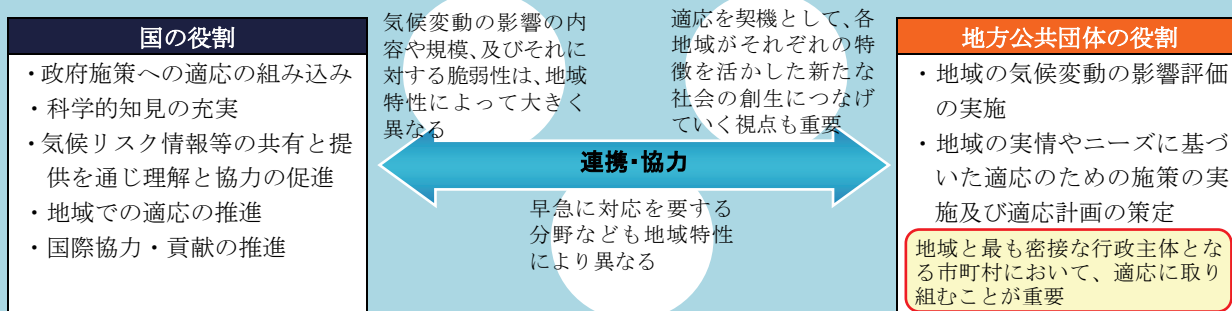 国の役割
・政府施策への適応の組み込み
・科学的知見の充実
・気候リスク情報等の共有と提
供を通じ理解と協力の促進
・地域での適応の推進
・国際協力・貢献の推進
気候変動の影響の内
容や規模、及びそれに
対する脆弱性は、地域
特性によって大きく
異なる
適応を契機として、各
地域がそれぞれの特
徴を活かした新たな
社会の創生につなげ
ていく視点も重要
連携・協力
早急に対応を要する
分野なども地域特性
により異なる
地方公共団体の役割
・地域の気候変動の影響評価
の実施
・地域の実情やニーズに基づ
いた適応のための施策の実
施及び適応計画の策定
地域と最も密接な行政主体とな
る市町村において、適応に取り
組むことが重要